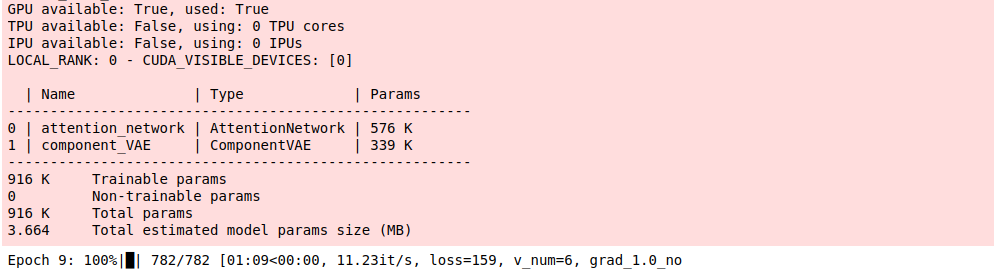 GPU available: True, used: True
TPU available: False, using: 0 TPU cores
IPU available: False, using: 0 IPUs
LOCAL_RANK: 0 - CUDA_VISIBLE_DEVICES: [0]
  | Name              | Type             | Params
-------------------------------------------------------
0 | attention_network | AttentionNetwork | 576 K
1 | component_VAE     | ComponentVAE     | 339 K
-------------------------------------------------------
916 K     Trainable params
0         Non-trainable params
916 K     Total params
3.664     Total estimated model params size (MB)
Epoch 9: 100%|█| 782/782 [01:09<00:00, 11.23it/s, loss=159, v_num=6, grad_1.0_no